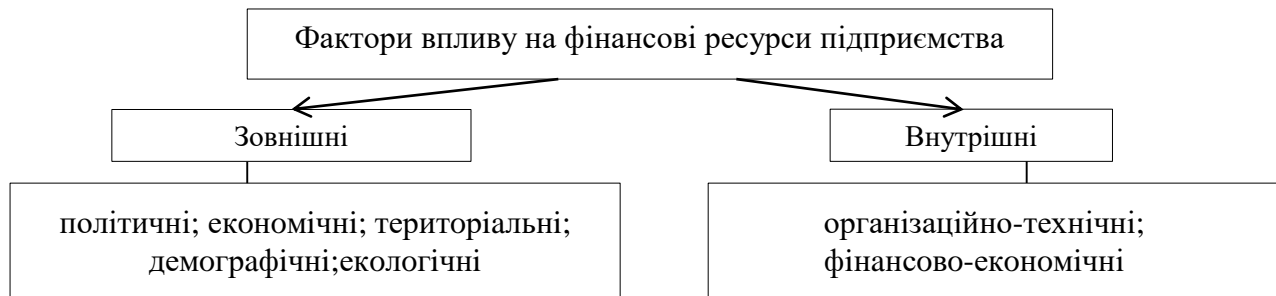 Фактори впливу на фінансові ресурси підприємства
Зовнішні
Внутрішні
політичні; економічні; територіальні;
демографічні;екологічні
організаційно-технічні;
фінансово-економічні